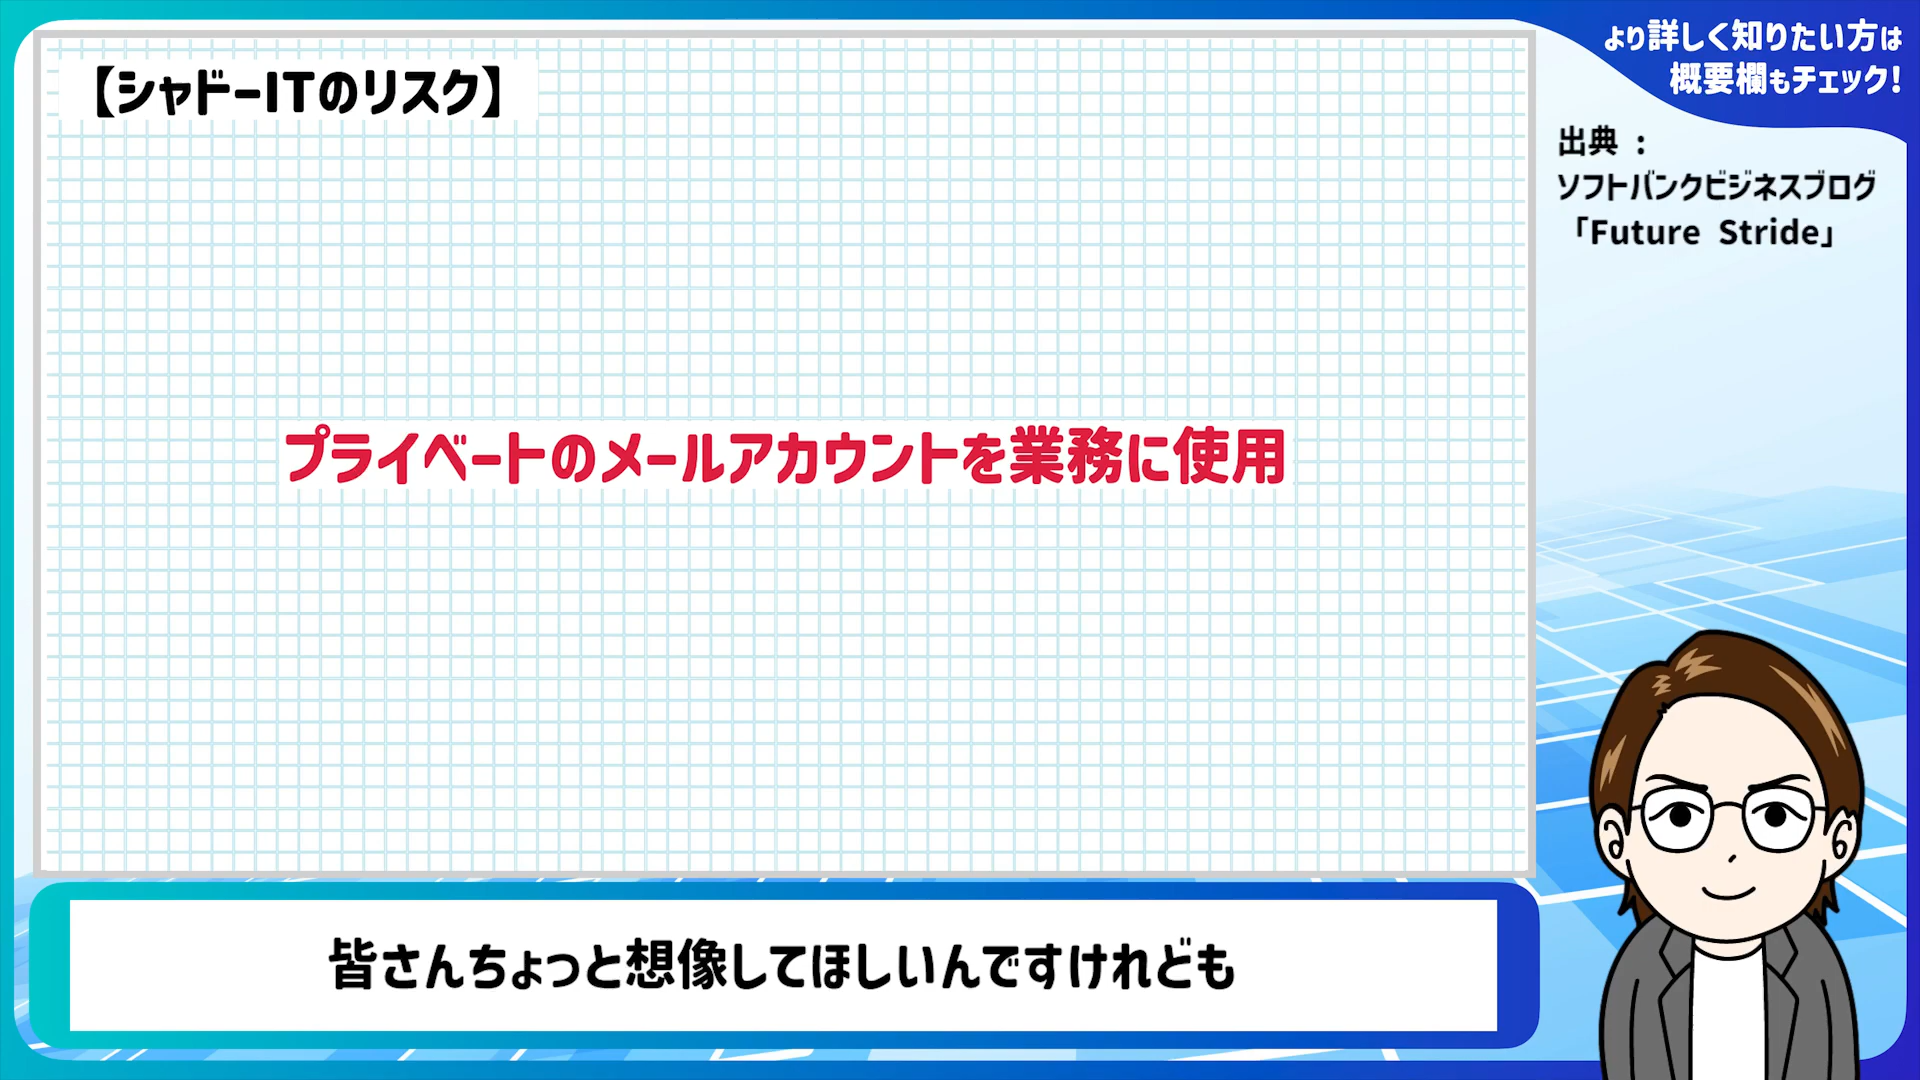 【シャドーITのリスク】
プライベートのメールアカウントを業務に使用
皆さんちょっと想像してほしいんですけれども
より詳しく知りたい方は
概要欄もチェック!
出典 :
ソフトバンクビジネスブログ
「Future Stride」